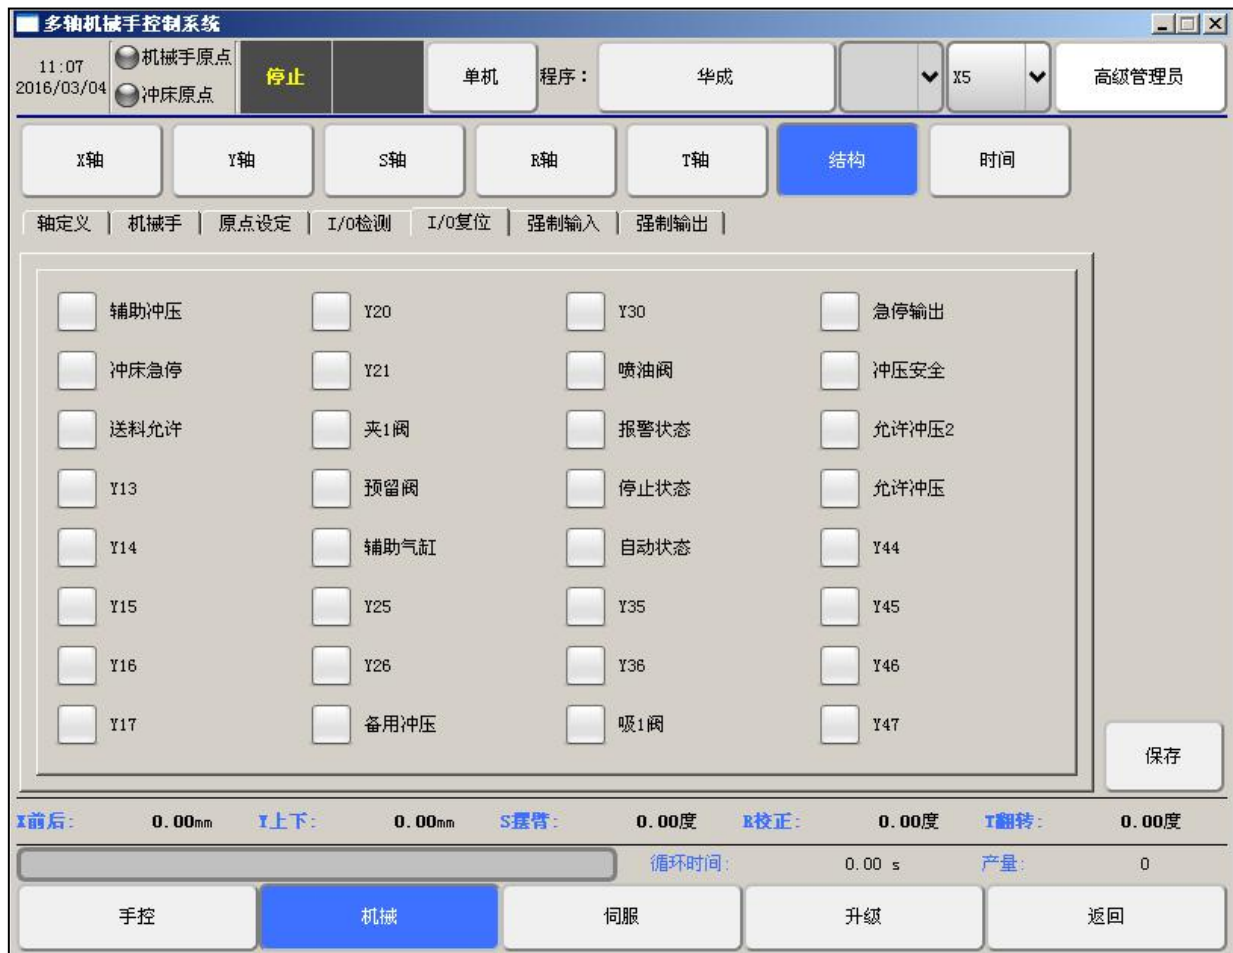 多轴机械手控制系统
11:07 机械手原点
2016/03/04 冲床原点
停止 单机 程序： 华成 X5 高级管理员
X轴 Y轴 S轴 R轴 T轴 结构 时间
轴定义 机械手 原点设定 I/O检测 I/O复位 强制输入 强制输出
辅助冲压 Y20 Y30 急停输出
冲床急停 Y21 喷油阀 冲压安全
送料允许 夹1阀 报警状态 允许冲压2
Y13 预留阀 停止状态 允许冲压
Y14 辅助气缸 自动状态 Y44
Y15 Y25 Y35 Y45
Y16 Y26 Y36 Y46
Y17 备用冲压 吸1阀 Y47
保存
X前后: 0.00mm Y上下: 0.00mm S摆臂: 0.00度 R校正: 0.00度 T翻转: 0.00度
循环时间: 0.00 s 产量: 0
手控 机械 伺服 升级 返回